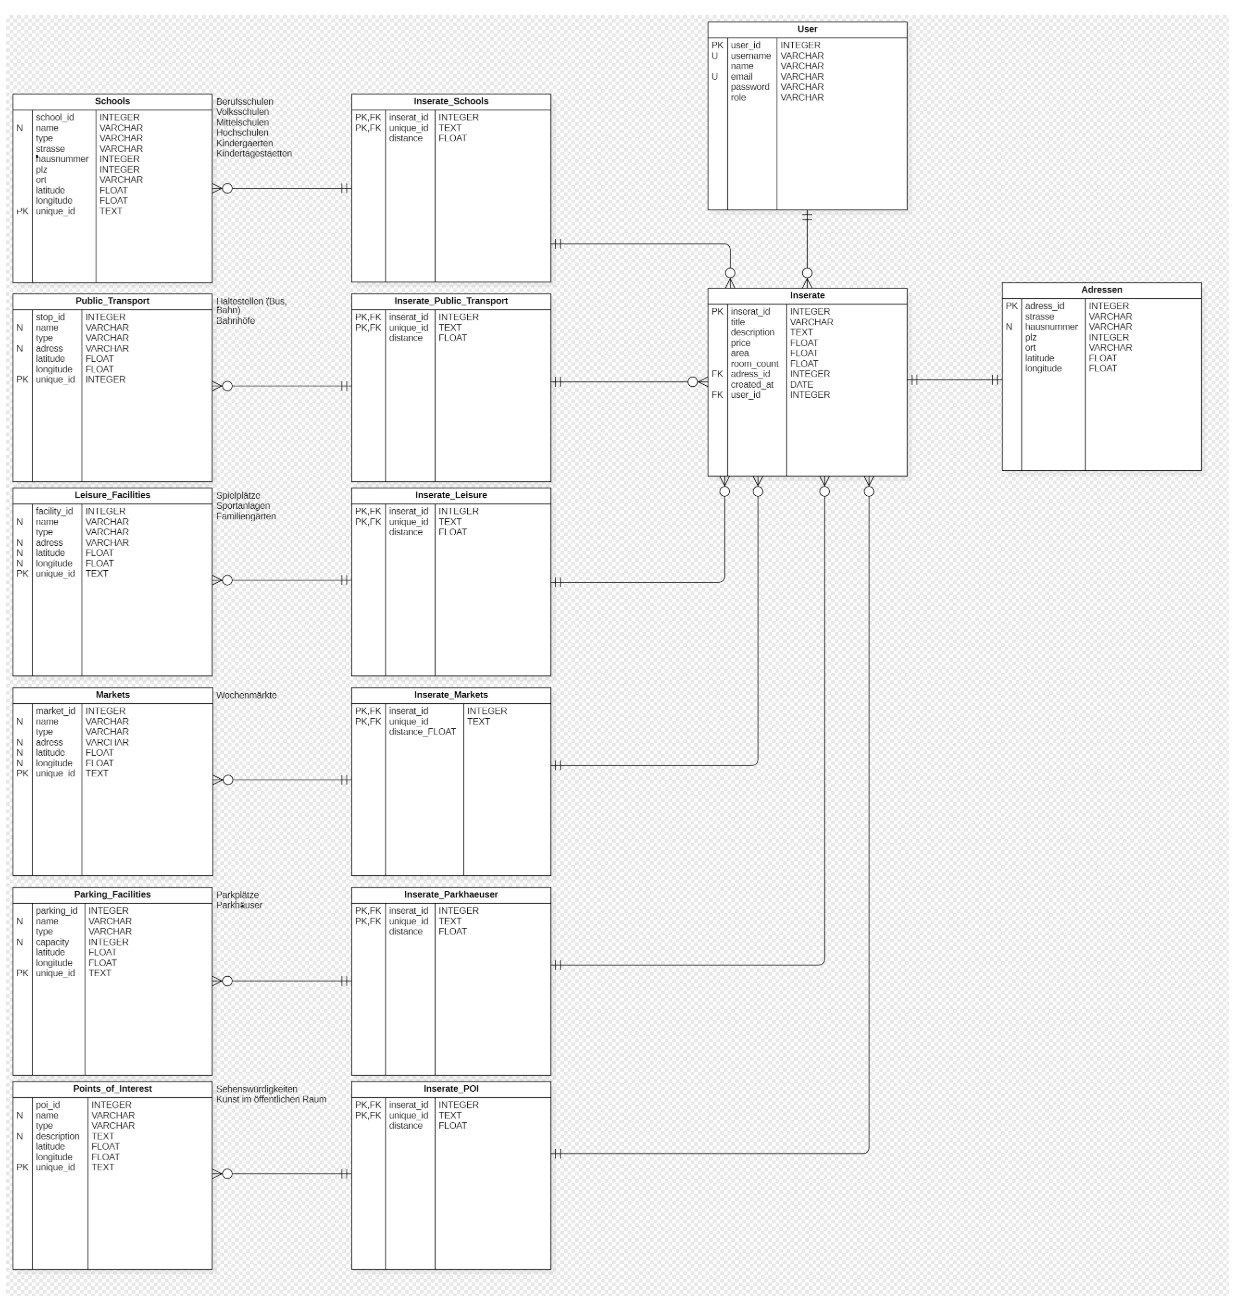 User
PK user_id INTEGER
U username VARCHAR
name VARCHAR
U email VARCHAR
password VARCHAR
role VARCHAR
Schools
school_id INTEGER
N name VARCHAR
type VARCHAR
strasse VARCHAR
hausnummer INTEGER
plz INTEGER
ort VARCHAR
latitude FLOAT
longitude FLOAT
PK unique_id TEXT
Berufsschulen
Volksschulen
Mittelschulen
Hochschulen
Kindergaerten
Kindertagestaetten
Inserate_Schools
PK,FK inserat_id INTEGER
PK,FK unique_id TEXT
distance FLOAT
Public_Transport
stop_id INTEGER
N name VARCHAR
type VARCHAR
N adress VARCHAR
latitude FLOAT
longitude FLOAT
PK unique_id INTEGER
Haltestellen (Bus,
Bahn)
Bahnhöfe
Inserate_Public_Transport
PK,FK inserat_id INTEGER
PK,FK unique_id TEXT
distance FLOAT
Inserate
PK inserat_id INTEGER
title VARCHAR
description TEXT
price FLOAT
area FLOAT
room_count FLOAT
FK adress_id INTEGER
created_at DATE
FK user_id INTEGER
Adressen
PK adress_id INTEGER
strasse VARCHAR
N hausnummer VARCHAR
plz INTEGER
ort VARCHAR
latitude FLOAT
longitude FLOAT
Leisure_Facilities
facility_id INTEGER
N name VARCHAR
type VARCHAR
N adress VARCHAR
N latitude FLOAT
N longitude FLOAT
PK unique_id TEXT
Spielplätze
Sportanlagen
Familiengärten
Inserate_Leisure
PK,FK inserat_id INTEGER
PK,FK unique_id TEXT
distance FLOAT
Markets
market_id INTEGER
N name VARCHAR
type VARCHAR
N adress VARCHAR
N latitude FLOAT
N longitude FLOAT
PK unique_id TEXT
Wochenmärkte
Inserate_Markets
PK,FK inserat_id INTEGER
PK,FK unique_id TEXT
distance_FLOAT
Parking_Facilities
parking_id INTEGER
N name VARCHAR
type VARCHAR
N capacity INTEGER
latitude FLOAT
longitude FLOAT
PK unique_id TEXT
Parkplätze
Parkhäuser
Inserate_Parkhaeuser
PK,FK inserat_id INTEGER
PK,FK unique_id TEXT
distance FLOAT
Points_of_Interest
poi_id INTEGER
N name VARCHAR
type VARCHAR
N description TEXT
latitude FLOAT
longitude FLOAT
PK unique_id TEXT
Sehenswürdigkeiten
Kunst im öffentlichen Raum
Inserate_POI
PK,FK inserat_id INTEGER
PK,FK unique_id TEXT
distance FLOAT